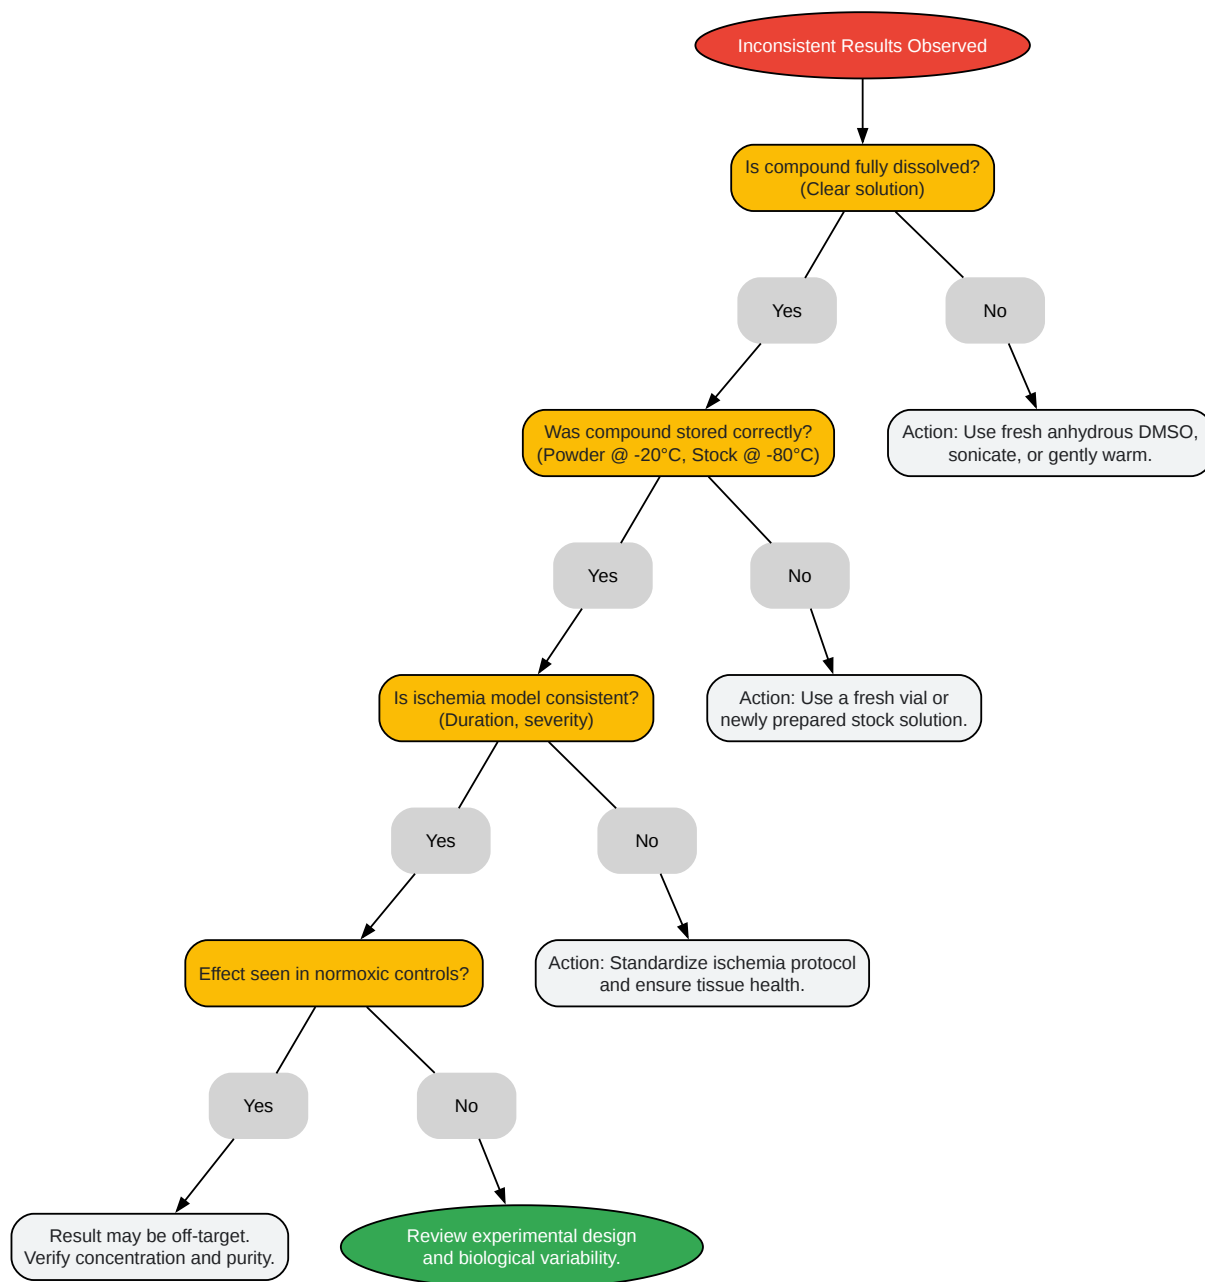 Inconsistent Results Observed
Is compound fully dissolved?
(Clear solution)
Yes
No
Was compound stored correctly?
(Powder @ -20°C, Stock @ -80°C)
Action: Use fresh anhydrous DMSO,
sonicate, or gently warm.
Yes
No
Is ischemia model consistent?
(Duration, severity)
Action: Use a fresh vial or
newly prepared stock solution.
Yes
No
Effect seen in normoxic controls?
Action: Standardize ischemia protocol
and ensure tissue health.
Yes
No
Result may be off-target.
Verify concentration and purity.
Review experimental design
and biological variability.